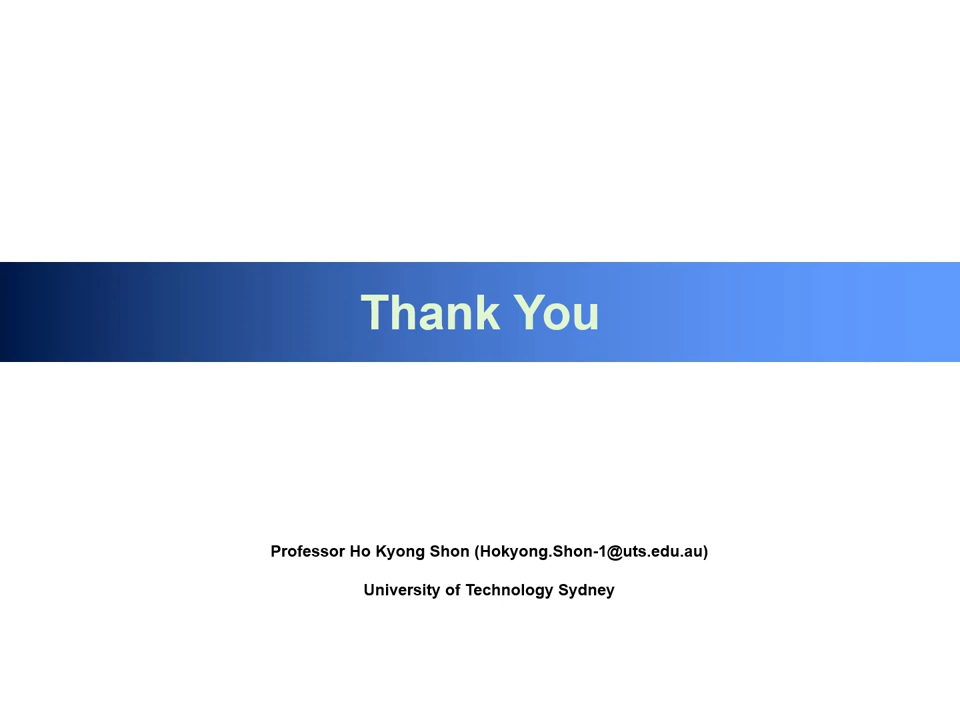 Thank You
Professor Ho Kyong Shon (Hokyong.Shon-1@uts.edu.au)
University of Technology Sydney